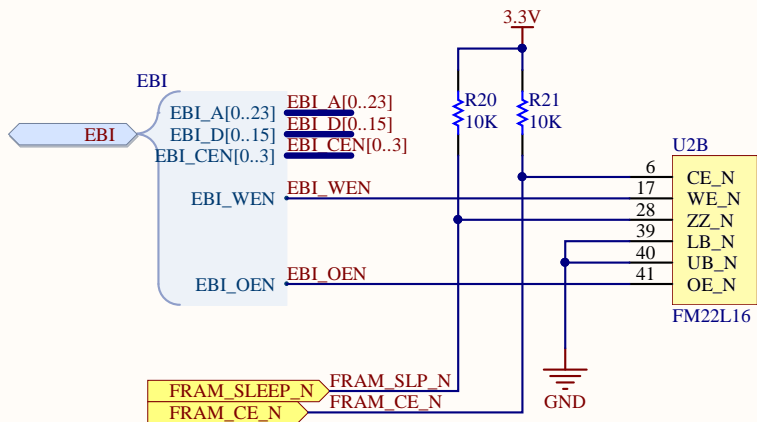 3.3V
EBI
R20
10K
R21
10K
EBI
EBI_A[0..23]
EBI_A[0..23]
EBI_D[0..15]
EBI_D[0..15]
EBI_CEN[0..3]
EBI_CEN[0..3]
EBI_WEN
EBI_WEN
EBI_OEN
EBI_OEN
U2B
6
CE_N
17
WE_N
28
ZZ_N
39
LB_N
40
UB_N
41
OE_N
FM22L16
GND
FRAM_SLEEP_N
FRAM_SLP_N
FRAM_CE_N
FRAM_CE_N